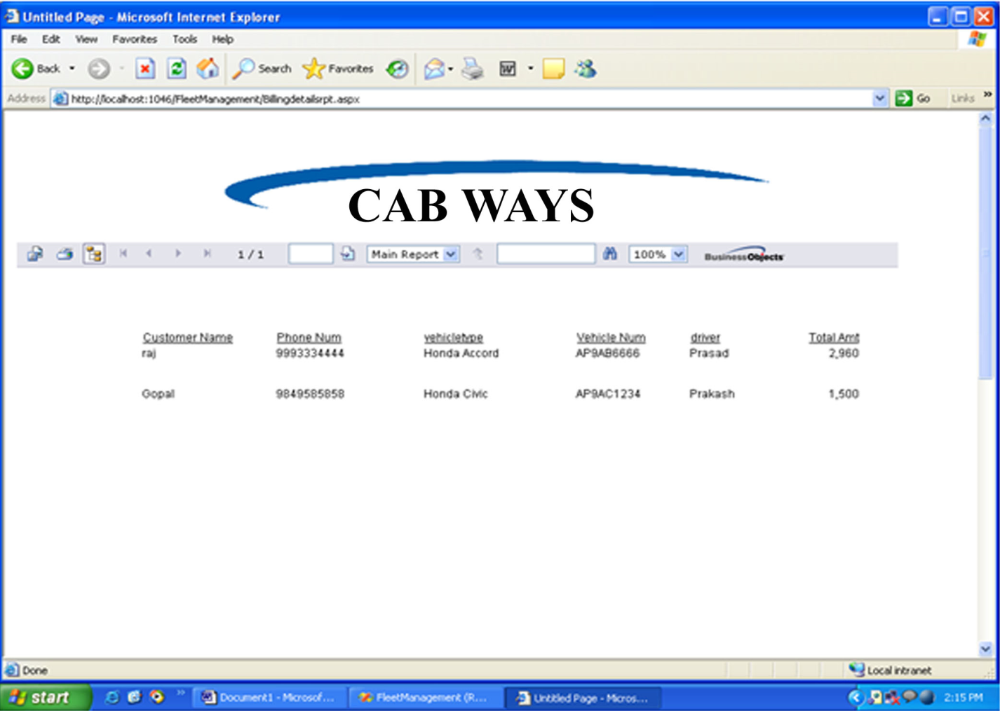 Untitled Page - Microsoft Internet Explorer
File Edit View Favorites Tools Help
Back Search Favorites
Address http://localhost:1046/FleetManagement/Billingdetailsrpt.aspx Go Links »
CAB WAYS
1 / 1 Main Report 100% BusinessObjects
Customer Name Phone Num vehicletype Vehicle Num driver Total Amt
raj 9993334444 Honda Accord AP9AB6666 Prasad 2,960
Gopal 9849585858 Honda Civic AP9AC1234 Prakash 1,500
Done Local intranet
start » Document1 - Microsof... FleetManagement (R... Untitled Page - Micros... 2:15 PM